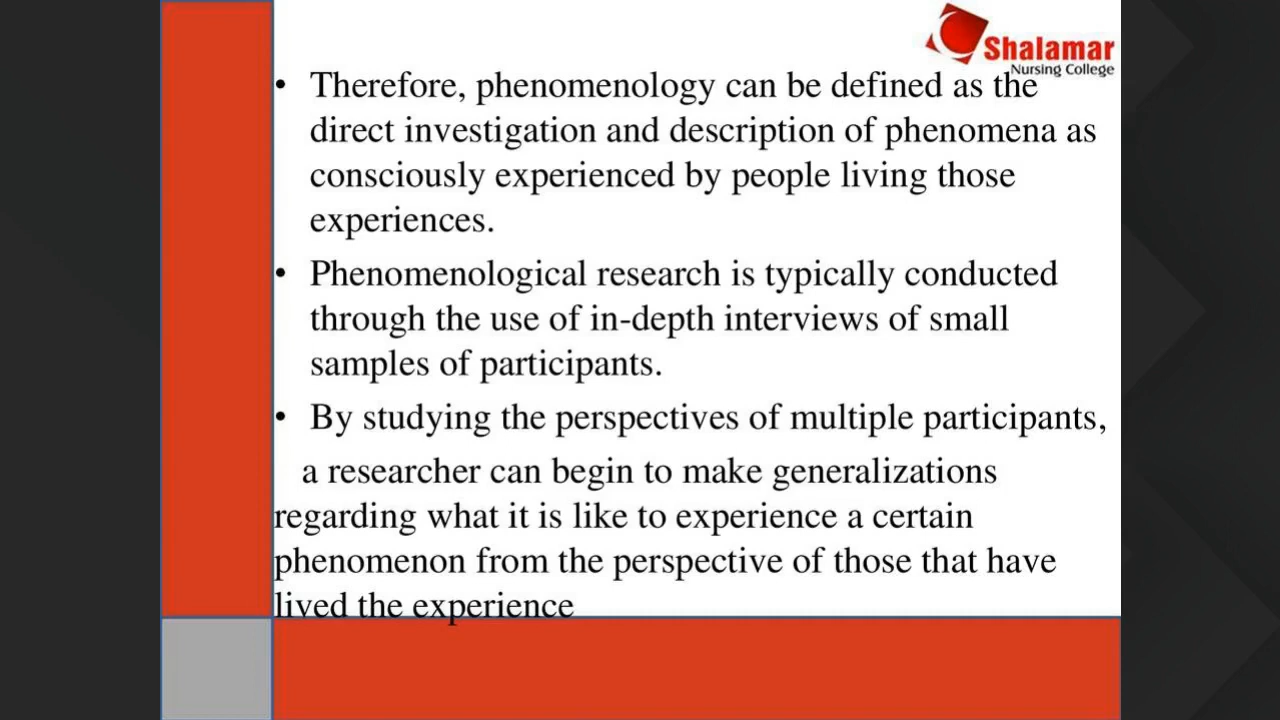 Shalamar
Nursing College
• Therefore, phenomenology can be defined as the
direct investigation and description of phenomena as
consciously experienced by people living those
experiences.
• Phenomenological research is typically conducted
through the use of in-depth interviews of small
samples of participants.
• By studying the perspectives of multiple participants,
a researcher can begin to make generalizations
regarding what it is like to experience a certain
phenomenon from the perspective of those that have
lived the experience